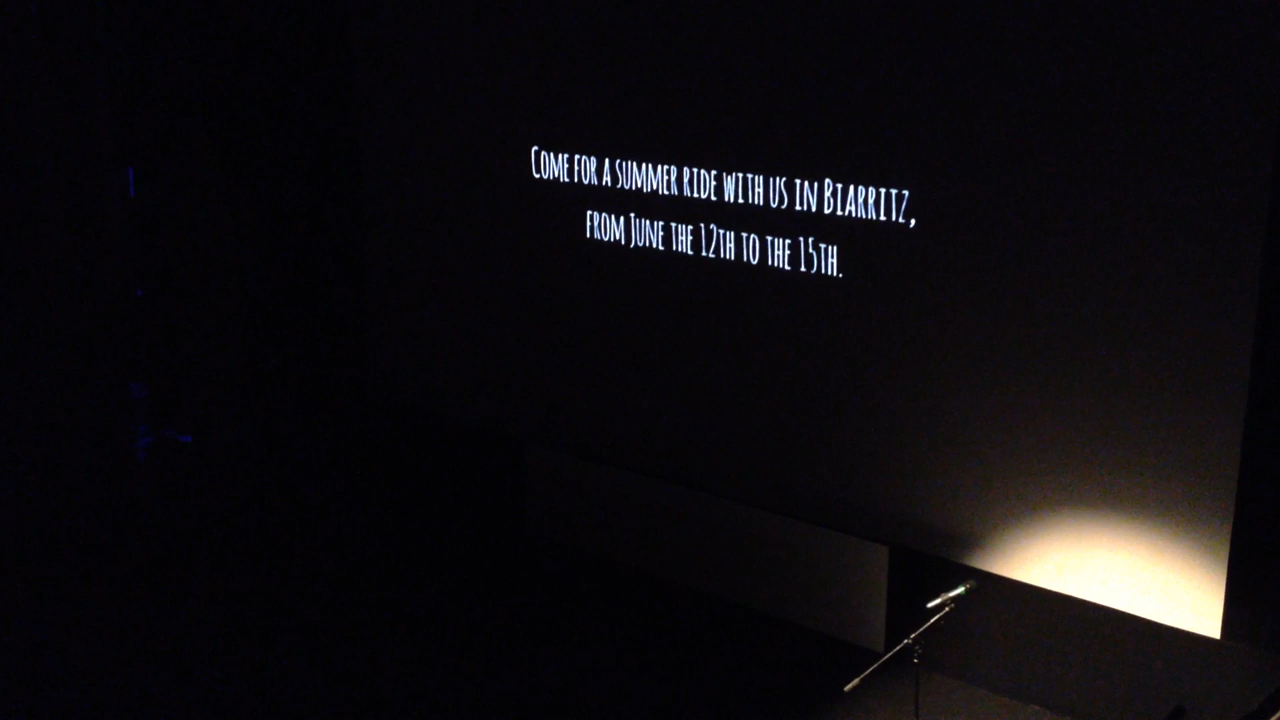 Come for a summer ride with us in Biarritz,
from June the 12th to the 15th.